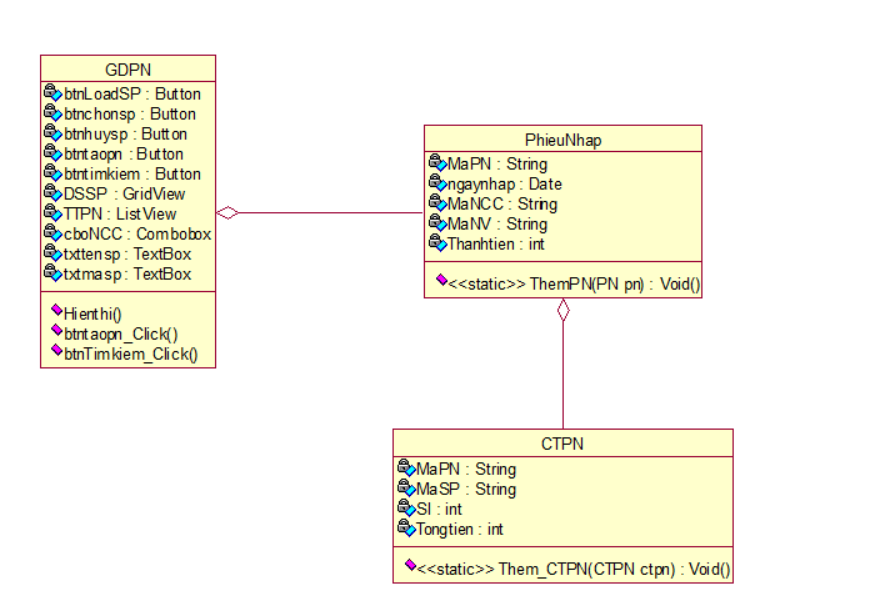 GDPN
btnLoadSP : Button
btnchonsp : Button
btnhuysp : Button
btntaopn : Button
btntimkiem : Button
DSSP : GridView
TTPN : ListView
cboNCC : Combobox
txttensp : TextBox
txtmasp : TextBox
Hienthi()
btntaopn_Click()
btnTimkiem_Click()
PhieuNhap
MaPN : String
ngaynhap : Date
MaNCC : String
MaNV : String
Thanhtien : int
<<static>> ThemPN(PN pn) : Void()
CTPN
MaPN : String
MaSP : String
Sl : int
Tongtien : int
<<static>> Them_CTPN(CTPN ctpn) : Void()